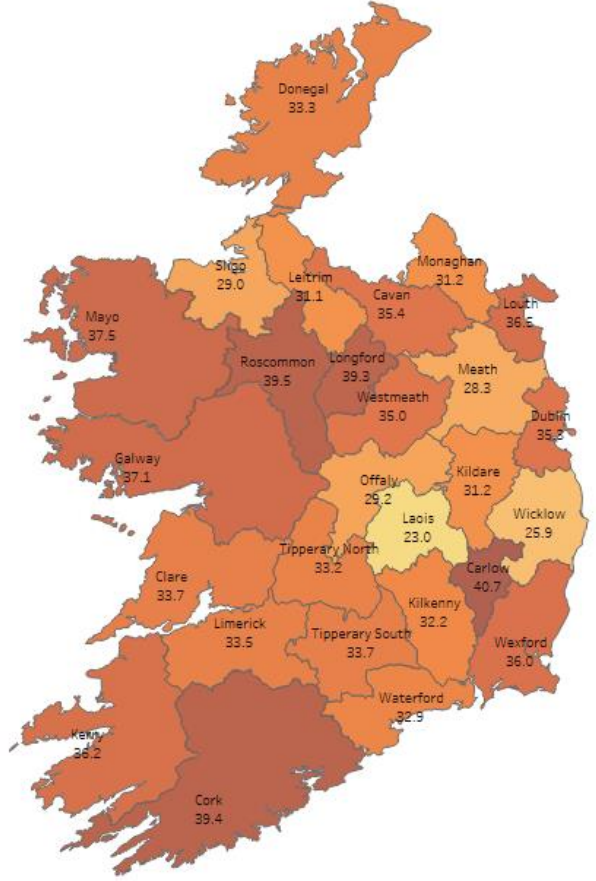 Donegal
33.3
Sligo
29.0
Leitrim
31.1
Monaghan
31.2
Cavan
35.4
Louth
36.5
Mayo
37.5
Roscommon
39.5
Longford
39.3
Meath
28.3
Westmeath
35.0
Dublin
35.3
Galway
37.1
Offaly
29.2
Kildare
31.2
Laois
23.0
Wicklow
25.9
Tipperary North
33.2
Clare
33.7
Carlow
40.7
Kilkenny
32.2
Limerick
33.5
Tipperary South
33.7
Wexford
36.0
Waterford
32.9
Kerry
36.2
Cork
39.4